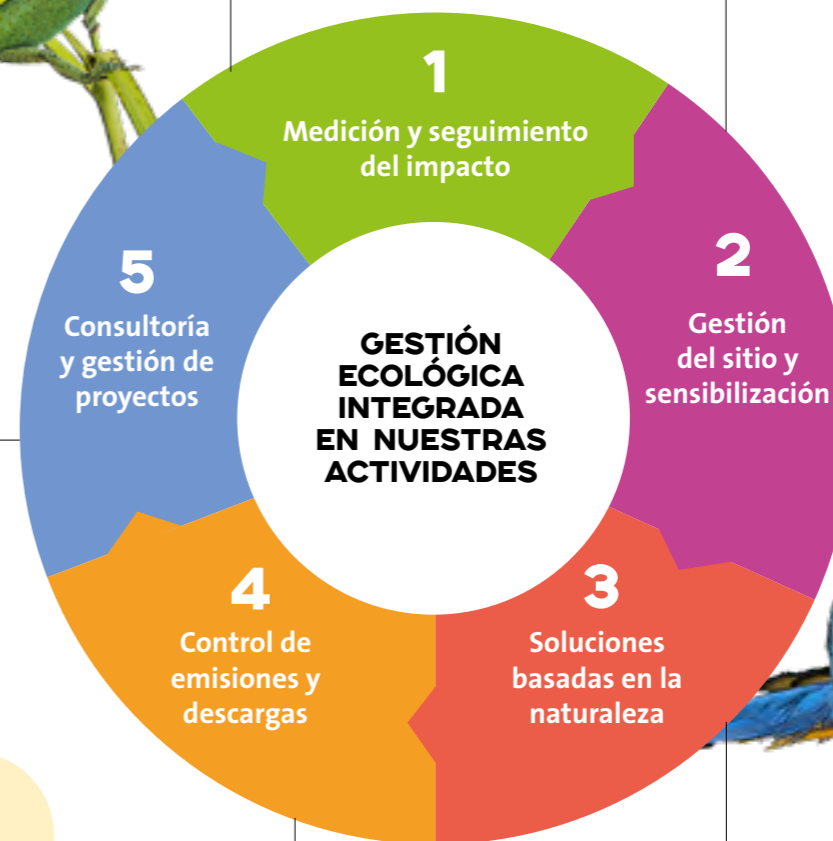 1
Medición y seguimiento
del impacto
2
Gestión
del sitio y
sensibilización
3
Soluciones
basadas en la
naturaleza
4
Control de
emisiones y
descargas
5
Consultoría
y gestión de
proyectos
GESTIÓN
ECOLÓGICA
INTEGRADA
EN NUESTRAS
ACTIVIDADES